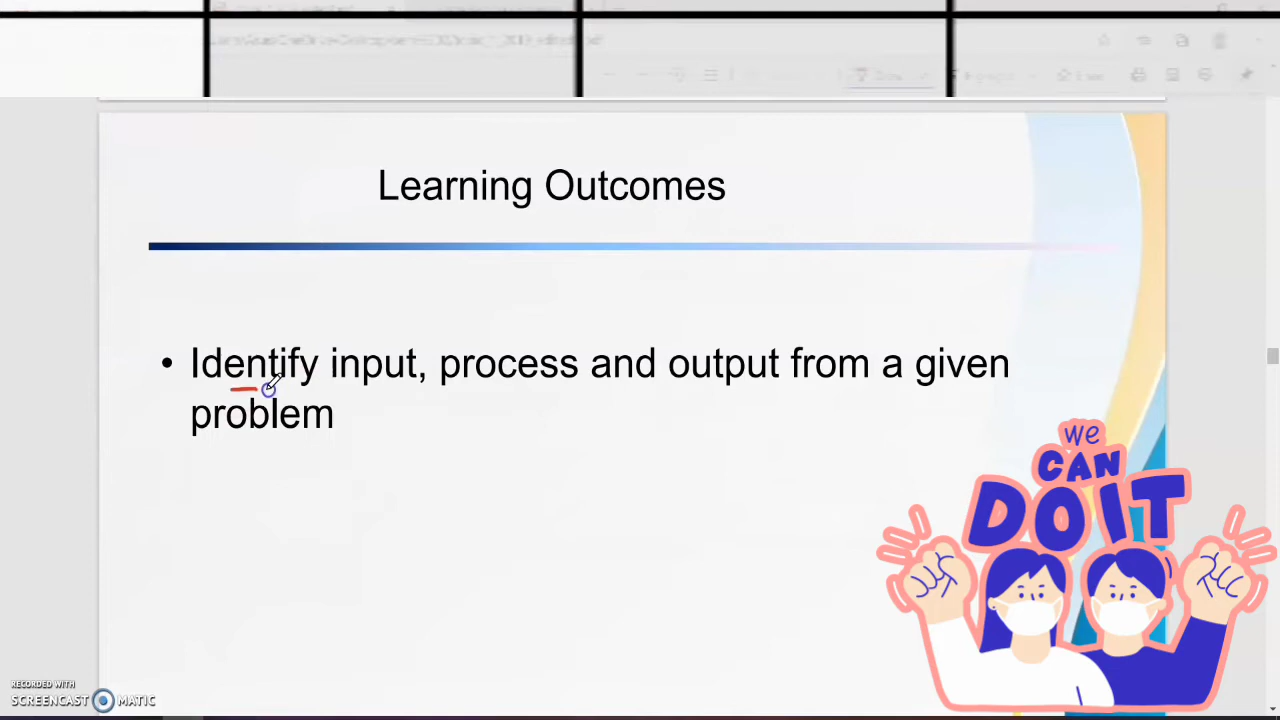 Learning Outcomes
• Identify input, process and output from a given
problem
we
CAN
DO IT
RECORDED WITH
SCREENCAST MATIC